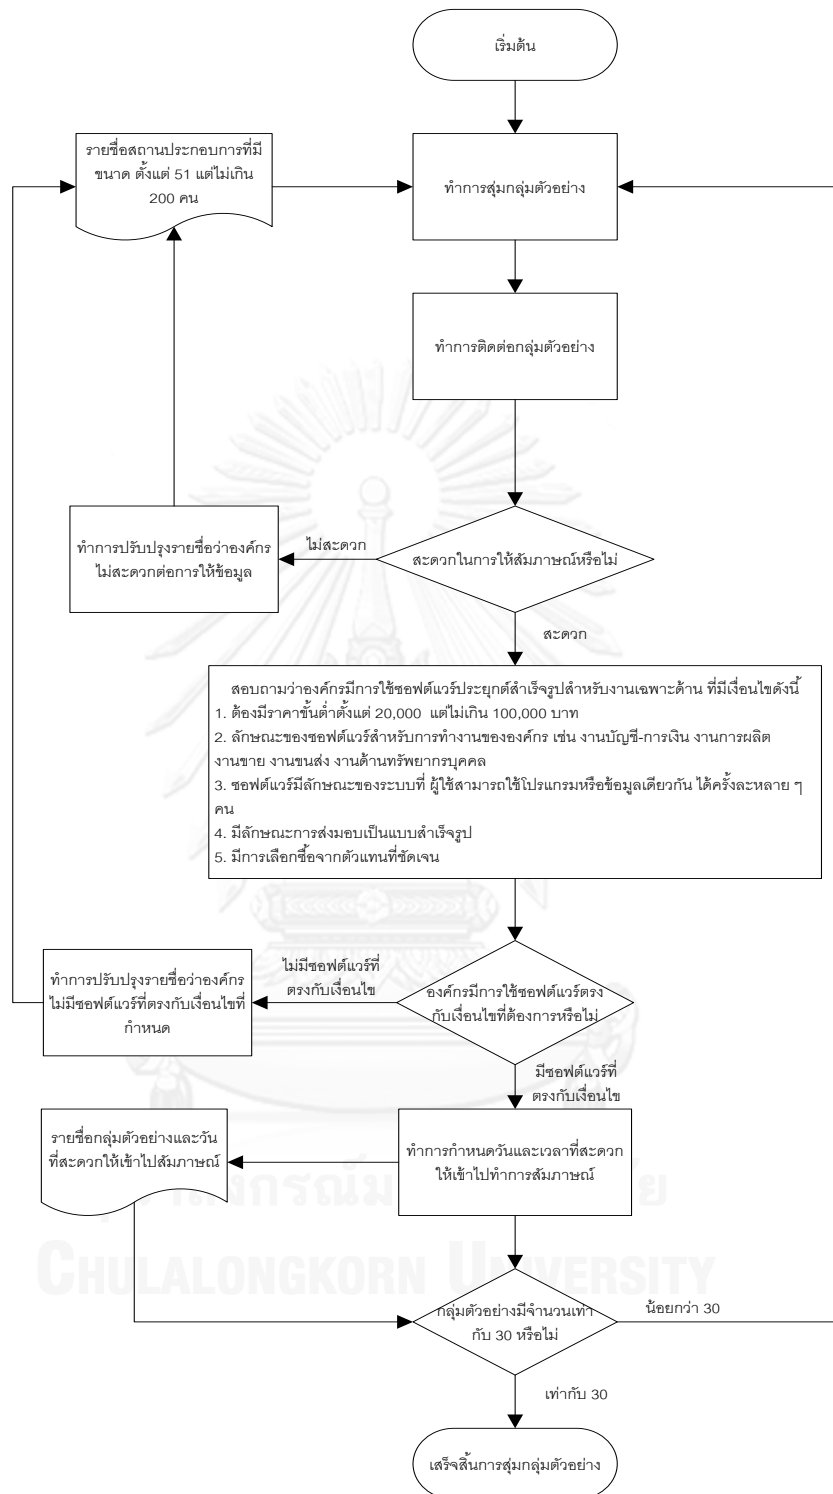 เริ่มต้น
รายชื่อสถานประกอบการที่มี
ขนาด ตั้งแต่ 51 แต่ไม่เกิน
200 คน
ทำการสุ่มกลุ่มตัวอย่าง
ทำการติดต่อกลุ่มตัวอย่าง
ทำการปรับปรุงรายชื่อว่าองค์กร
ไม่สะดวกต่อการให้ข้อมูล
ไม่สะดวก
สะดวกในการให้สัมภาษณ์หรือไม่
สะดวก
สอบถามว่าองค์กรมีการใช้ซอฟต์แวร์ประยุกต์สำเร็จรูปสำหรับงานเฉพาะด้าน ที่มีเงื่อนไขดังนี้
1. ต้องมีราคาขั้นต่ำตั้งแต่ 20,000 แต่ไม่เกิน 100,000 บาท
2. ลักษณะของซอฟต์แวร์สำหรับการทำงานขององค์กร เช่น งานบัญชี-การเงิน งานการผลิต
งานขาย งานขนส่ง งานด้านทรัพยากรบุคคล
3. ซอฟต์แวร์มีลักษณะของระบบที่ ผู้ใช้สามารถใช้โปรแกรมหรือข้อมูลเดียวกัน ได้ครั้งละหลาย ๆ
คน
4. มีลักษณะการส่งมอบเป็นแบบสำเร็จรูป
5. มีการเลือกซื้อจากตัวแทนที่ชัดเจน
ทำการปรับปรุงรายชื่อว่าองค์กร
ไม่มีซอฟต์แวร์ที่ตรงกับเงื่อนไขที่
กำหนด
ไม่มีซอฟต์แวร์ที่
ตรงกับเงื่อนไข
องค์กรมีการใช้ซอฟต์แวร์ตรง
กับเงื่อนไขที่ต้องการหรือไม่
มีซอฟต์แวร์ที่
ตรงกับเงื่อนไข
รายชื่อกลุ่มตัวอย่างและวัน
ที่สะดวกให้เข้าไปสัมภาษณ์
ทำการกำหนดวันและเวลาที่สะดวก
ให้เข้าไปทำการสัมภาษณ์
CHULALONGKORN UNIVERSITY
กลุ่มตัวอย่างมีจำนวนเท่า
กับ 30 หรือไม่
น้อยกว่า 30
เท่ากับ 30
เสร็จสิ้นการสุ่มกลุ่มตัวอย่าง